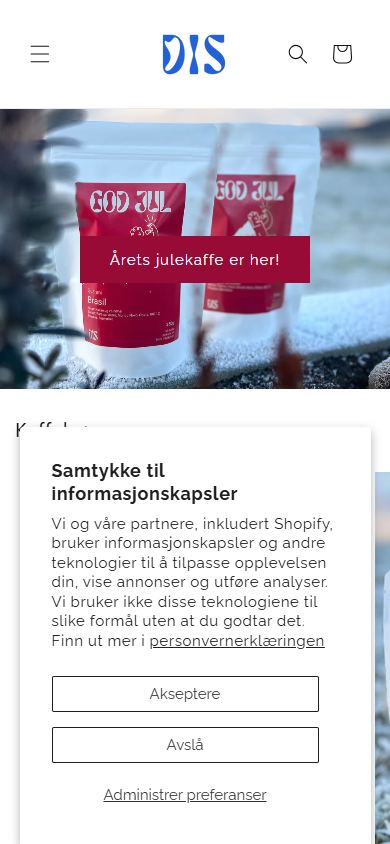 DIS
GOD JUL
GOD JUL
Årets julekaffe er her!
Brasil
DIS
Samtykke til
informasjonskapsler
Vi og våre partnere, inkludert Shopify,
bruker informasjonskapsler og andre
teknologier til å tilpasse opplevelsen
din, vise annonser og utføre analyser.
Vi bruker ikke disse teknologiene til
slike formål uten at du godtar det.
Finn ut mer i personvernerklæringen
Akseptere
Avslå
Administrer preferanser